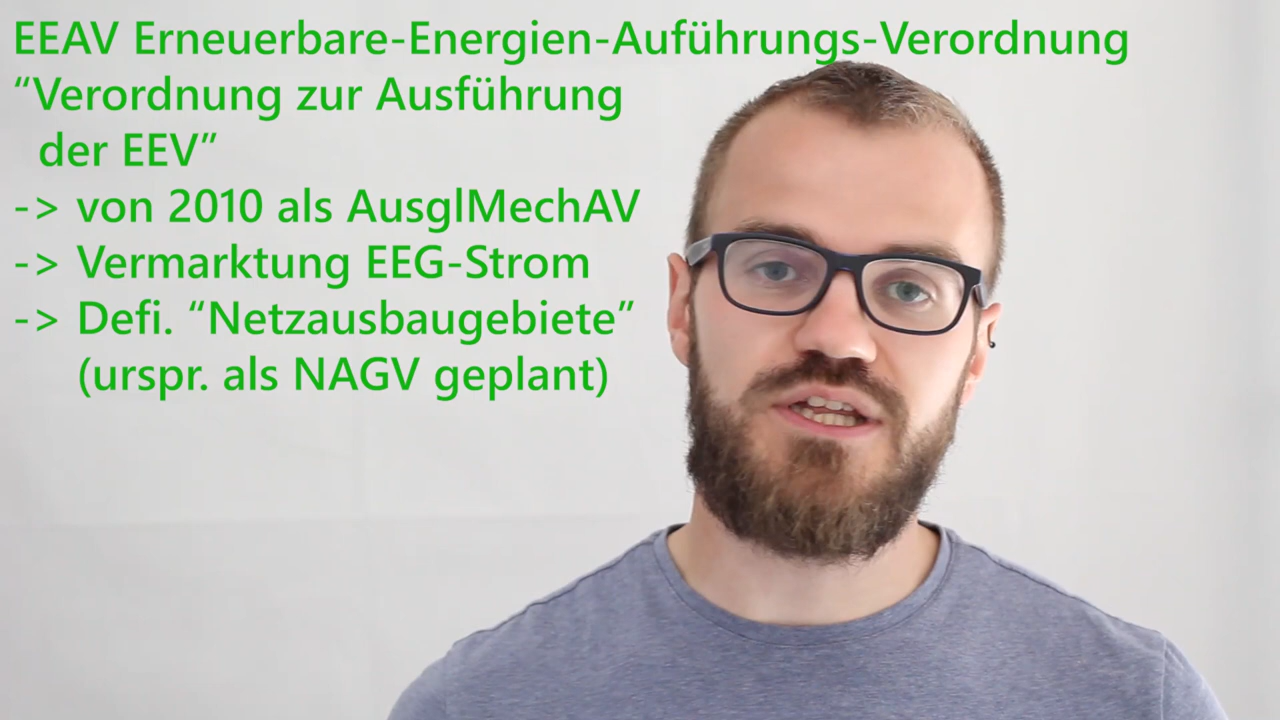 EEAV Erneuerbare-Energien-Auführungs-Verordnung
“Verordnung zur Ausführung
der EEV”
-> von 2010 als AusglMechAV
-> Vermarktung EEG-Strom
-> Defi. “Netzausbaugebiete”
(urspr. als NAGV geplant)